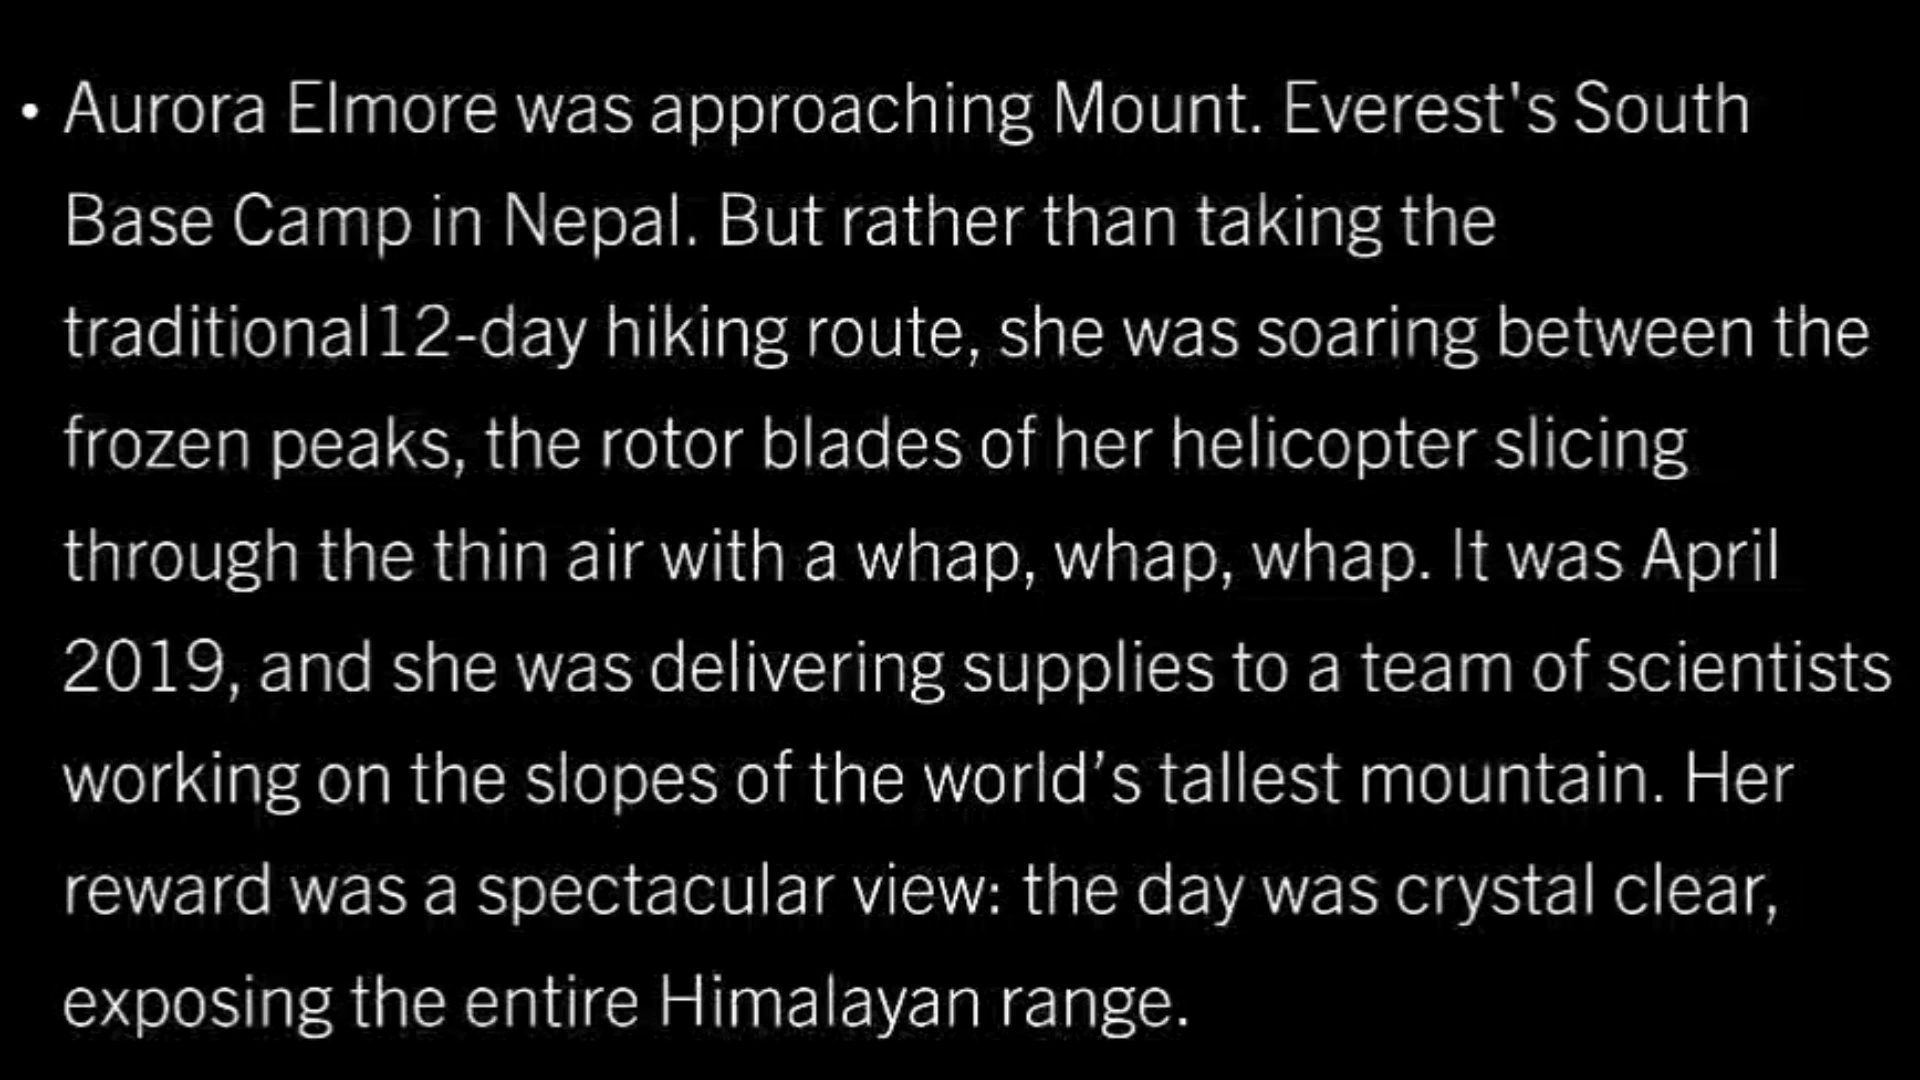 • Aurora Elmore was approaching Mount. Everest's South
Base Camp in Nepal. But rather than taking the
traditional12-day hiking route, she was soaring between the
frozen peaks, the rotor blades of her helicopter slicing
through the thin air with a whap, whap, whap. It was April
2019, and she was delivering supplies to a team of scientists
working on the slopes of the world’s tallest mountain. Her
reward was a spectacular view: the day was crystal clear,
exposing the entire Himalayan range.